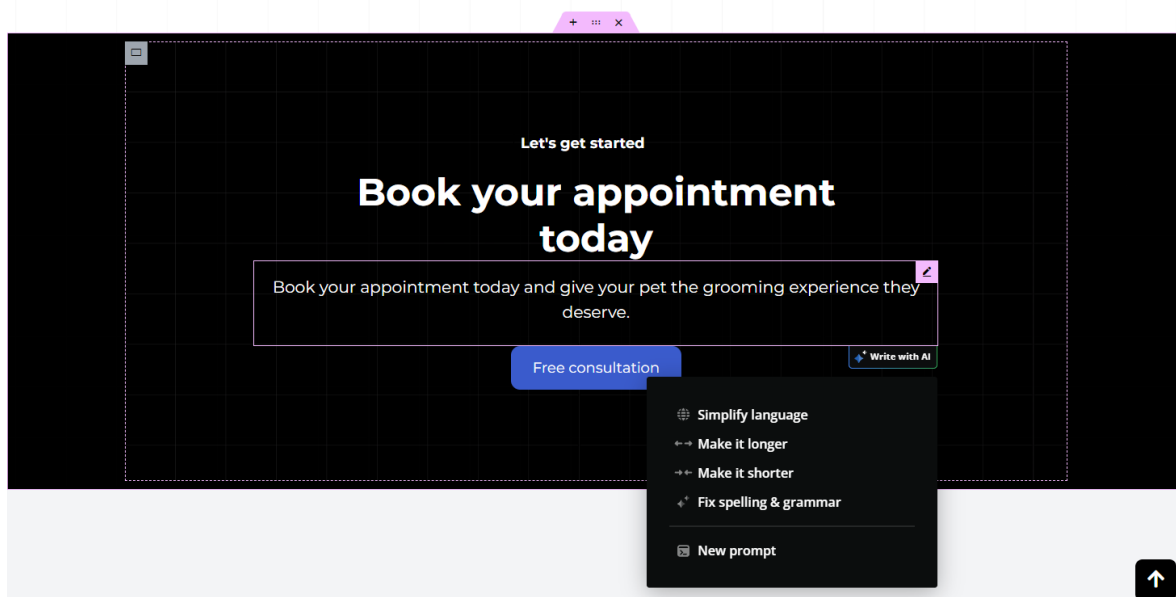 Let's get started
Book your appointment
today
Book your appointment today and give your pet the grooming experience they
deserve.
Free consultation
Write with AI
Simplify language
Make it longer
Make it shorter
Fix spelling & grammar
New prompt